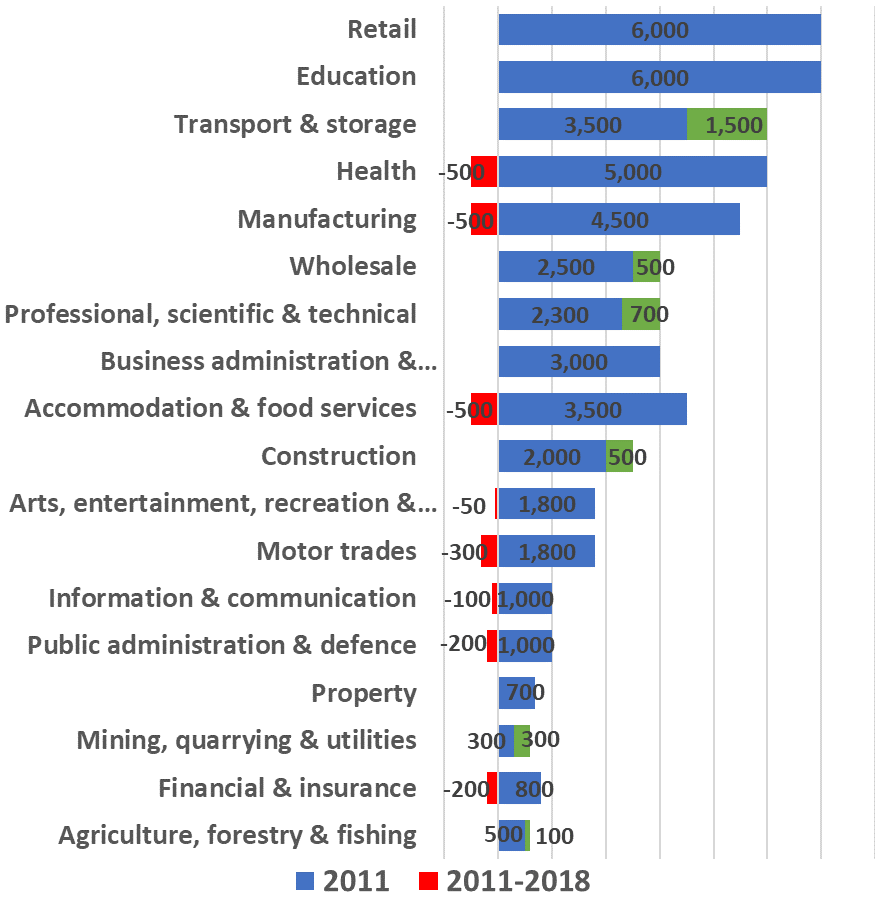 Retail 6,000
Education 6,000
Transport & storage 3,500 1,500
Health -500 5,000
Manufacturing -500 4,500
Wholesale 2,500 500
Professional, scientific & technical 2,300 700
Business administration &... 3,000
Accommodation & food services -500 3,500
Construction 2,000 500
Arts, entertainment, recreation &... -50 1,800
Motor trades -300 1,800
Information & communication -100 1,000
Public administration & defence -200 1,000
Property 700
Mining, quarrying & utilities 300 300
Financial & insurance -200 800
Agriculture, forestry & fishing 500 100
2011 2011-2018